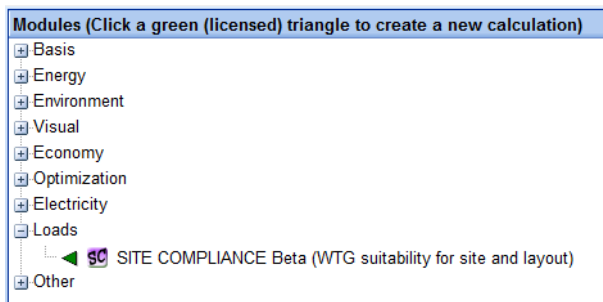 Modules (Click a green (licensed) triangle to create a new calculation)
Basis
Energy
Environment
Visual
Economy
Optimization
Electricity
Loads
SC SITE COMPLIANCE Beta (WTG suitability for site and layout)
Other